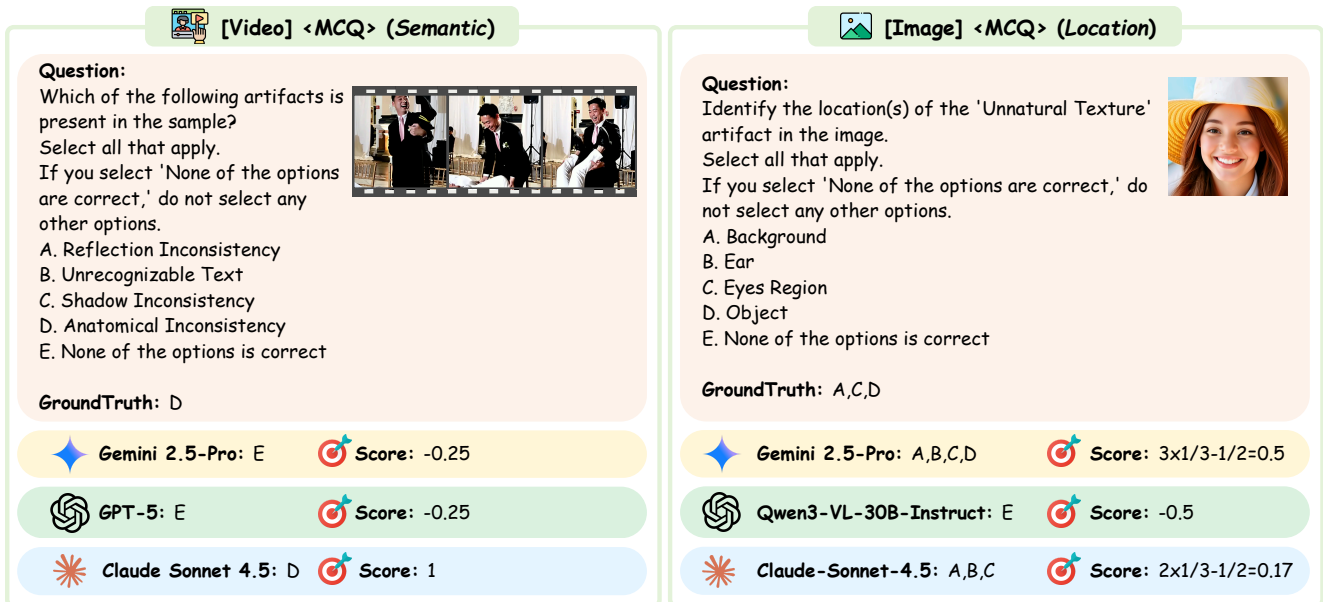 [Video] <MCQ> (Semantic)
Question:
Which of the following artifacts is
present in the sample?
Select all that apply.
If you select 'None of the options
are correct,' do not select any
other options.
A. Reflection Inconsistency
B. Unrecognizable Text
C. Shadow Inconsistency
D. Anatomical Inconsistency
E. None of the options is correct
GroundTruth: D
Gemini 2.5-Pro: E Score: -0.25
GPT-5: E Score: -0.25
Claude Sonnet 4.5: D Score: 1
[Image] <MCQ> (Location)
Question:
Identify the location(s) of the 'Unnatural Texture'
artifact in the image.
Select all that apply.
If you select 'None of the options are correct,' do
not select any other options.
A. Background
B. Ear
C. Eyes Region
D. Object
E. None of the options is correct
GroundTruth: A,C,D
Gemini 2.5-Pro: A,B,C,D Score: 3x1/3-1/2=0.5
Qwen3-VL-30B-Instruct: E Score: -0.5
Claude-Sonnet-4.5: A,B,C Score: 2x1/3-1/2=0.17